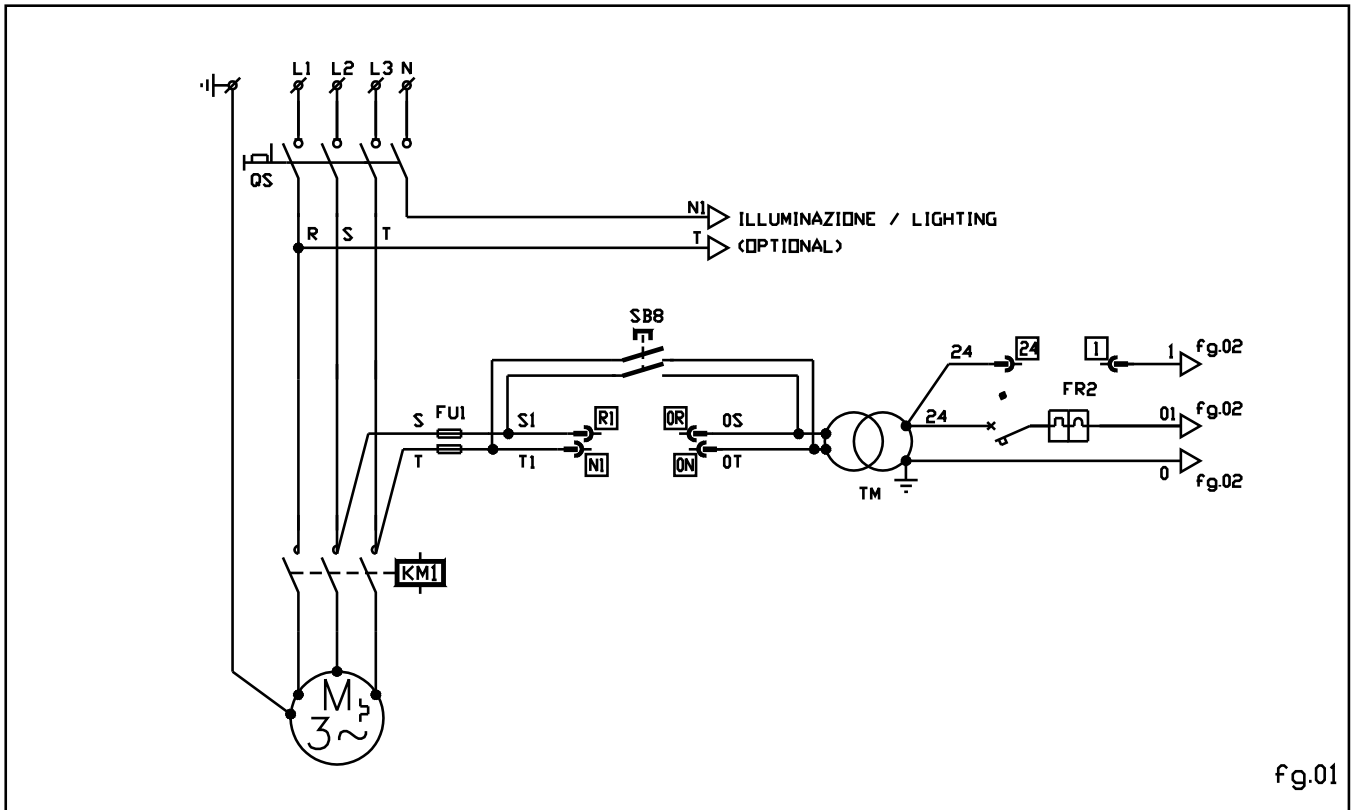 L1 L2 L3 N
QS
N1 ILLUMINAZIONE / LIGHTING
R S T T (OPTIONAL)
SB8
24 24 1 1 fg.02
FR2
S FU1 S1 R1 0R 0S 24 01 fg.02
T T1 N1 0N 0T
TM 0 fg.02
KM1
M
3~
fg.01